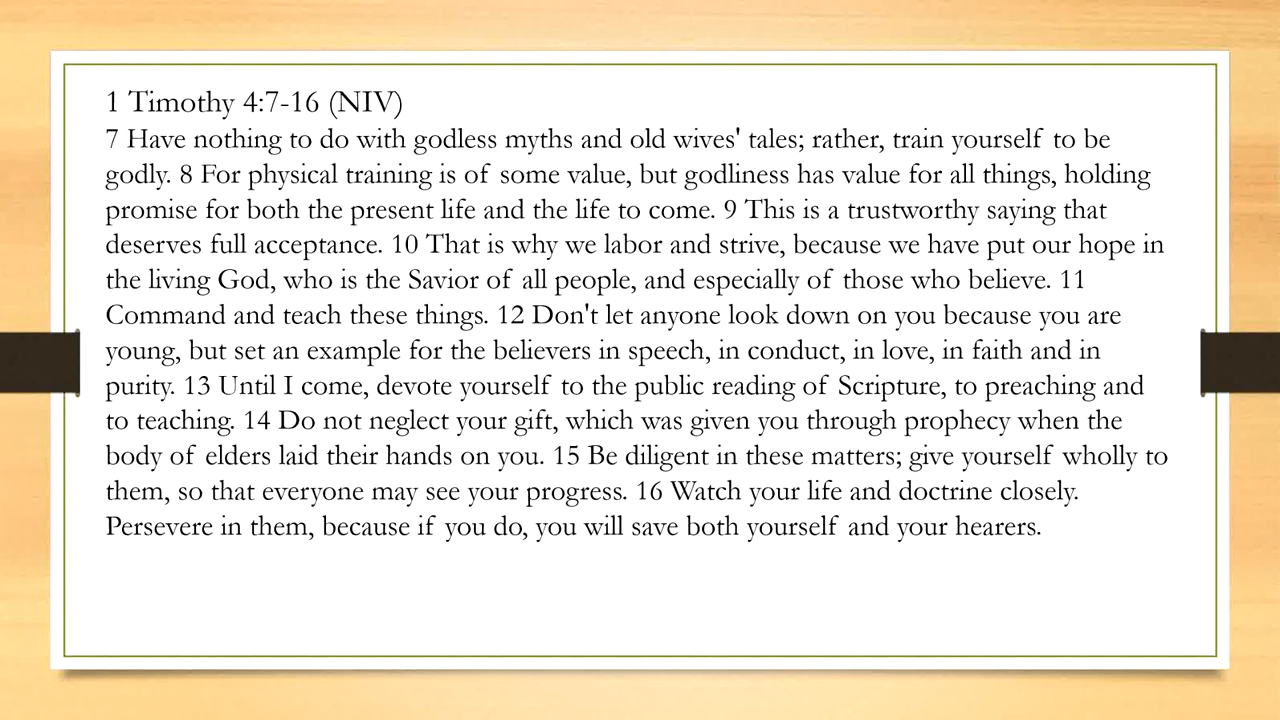 1 Timothy 4:7-16 (NIV)
7 Have nothing to do with godless myths and old wives' tales; rather, train yourself to be
godly. 8 For physical training is of some value, but godliness has value for all things, holding
promise for both the present life and the life to come. 9 This is a trustworthy saying that
deserves full acceptance. 10 That is why we labor and strive, because we have put our hope in
the living God, who is the Savior of all people, and especially of those who believe. 11
Command and teach these things. 12 Don't let anyone look down on you because you are
young, but set an example for the believers in speech, in conduct, in love, in faith and in
purity. 13 Until I come, devote yourself to the public reading of Scripture, to preaching and
to teaching. 14 Do not neglect your gift, which was given you through prophecy when the
body of elders laid their hands on you. 15 Be diligent in these matters; give yourself wholly to
them, so that everyone may see your progress. 16 Watch your life and doctrine closely.
Persevere in them, because if you do, you will save both yourself and your hearers.